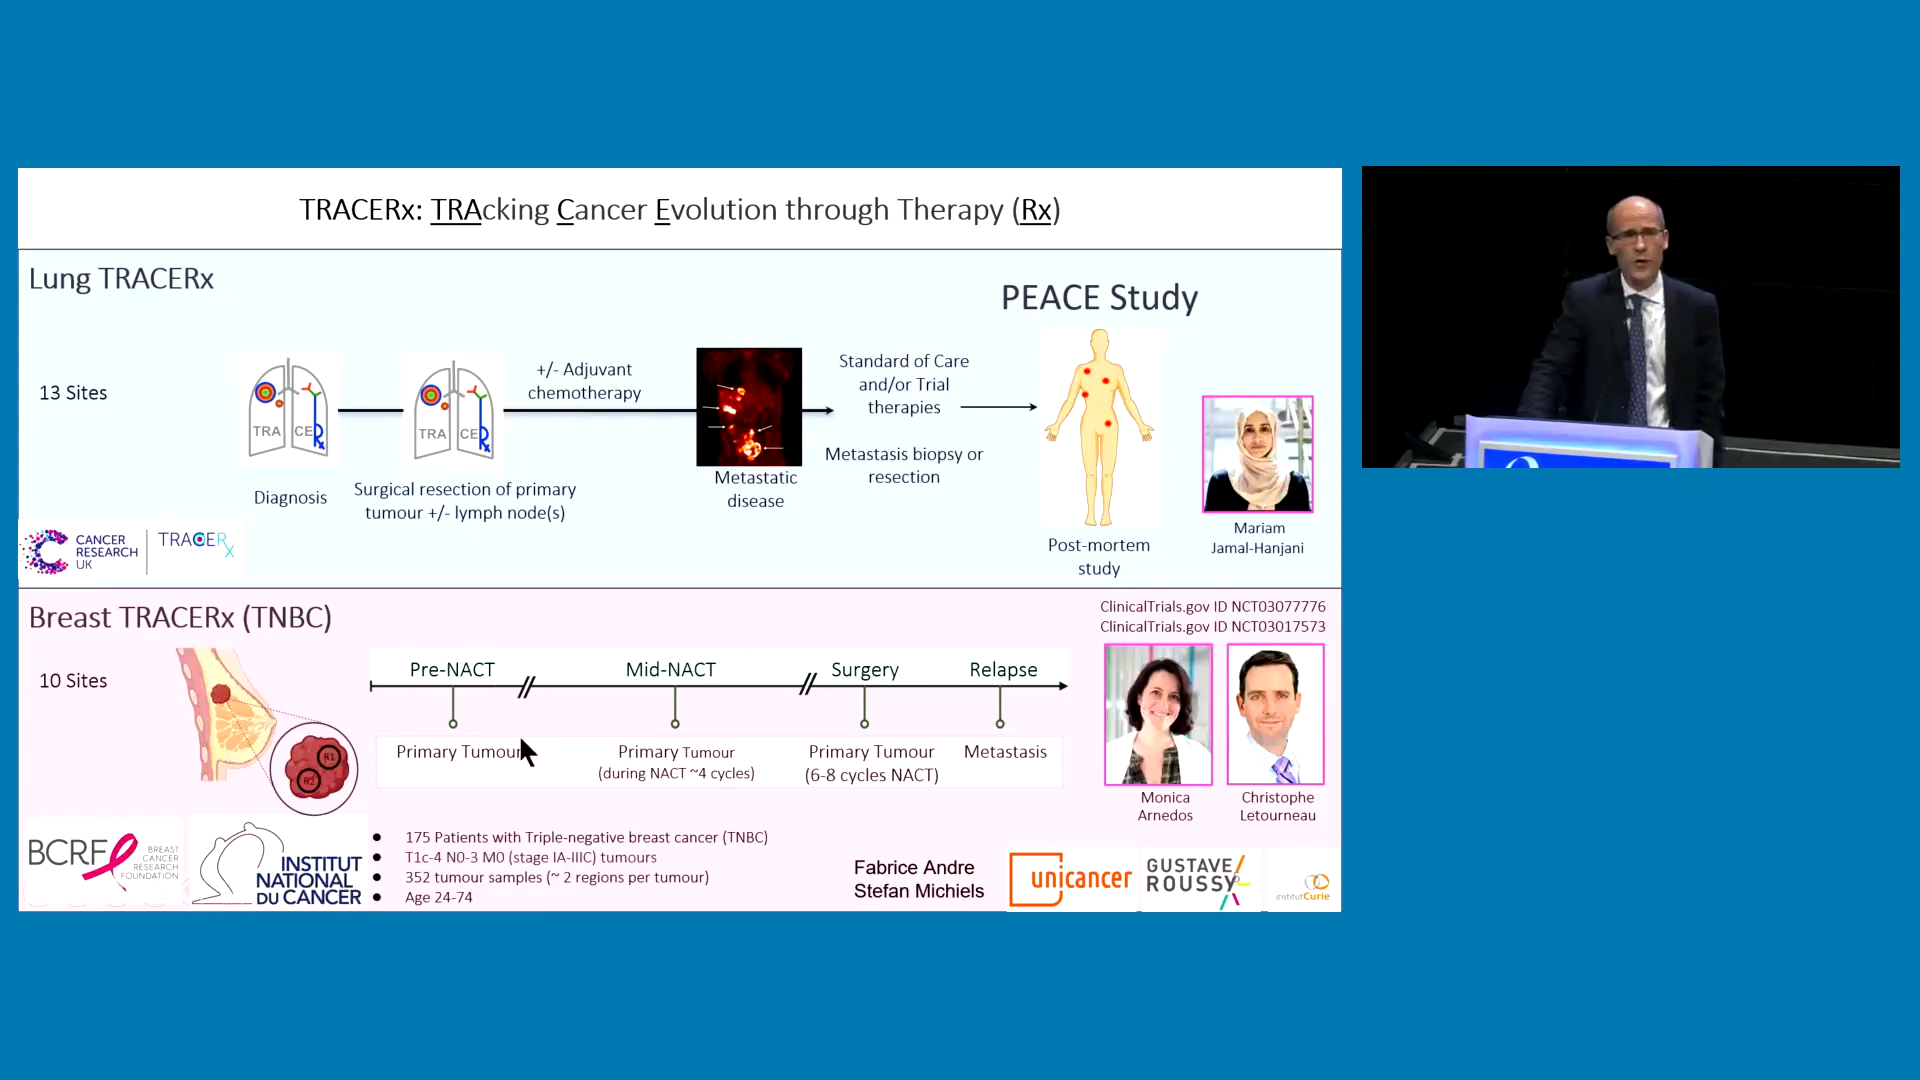 TRACERx: TRAcking Cancer Evolution through Therapy (Rx)
Lung TRACERx
PEACE Study
13 Sites
TRA CE Rx
Diagnosis
TRA CE Rx
Surgical resection of primary
tumour +/- lymph node(s)
+/- Adjuvant
chemotherapy
Metastatic
disease
Standard of Care
and/or Trial
therapies
Metastasis biopsy or
resection
Post-mortem
study
Mariam
Jamal-Hanjani
CANCER
RESEARCH
UK
TRACERx
Breast TRACERx (TNBC)
ClinicalTrials.gov ID NCT03077776
ClinicalTrials.gov ID NCT03017573
10 Sites
R1
R2
Pre-NACT Mid-NACT Surgery Relapse
Primary Tumour
Primary Tumour
(during NACT ~4 cycles)
Primary Tumour
(6-8 cycles NACT)
Metastasis
Monica
Arnedos
Christophe
Letourneau
BCRF
BREAST
CANCER
RESEARCH
FOUNDATION
INSTITUT
NATIONAL
DU CANCER
● 175 Patients with Triple-negative breast cancer (TNBC)
● T1c-4 N0-3 M0 (stage IA-IIIC) tumours
● 352 tumour samples (~ 2 regions per tumour)
● Age 24-74
Fabrice Andre
Stefan Michiels
unicancer
GUSTAVE
ROUSSY
institutCurie